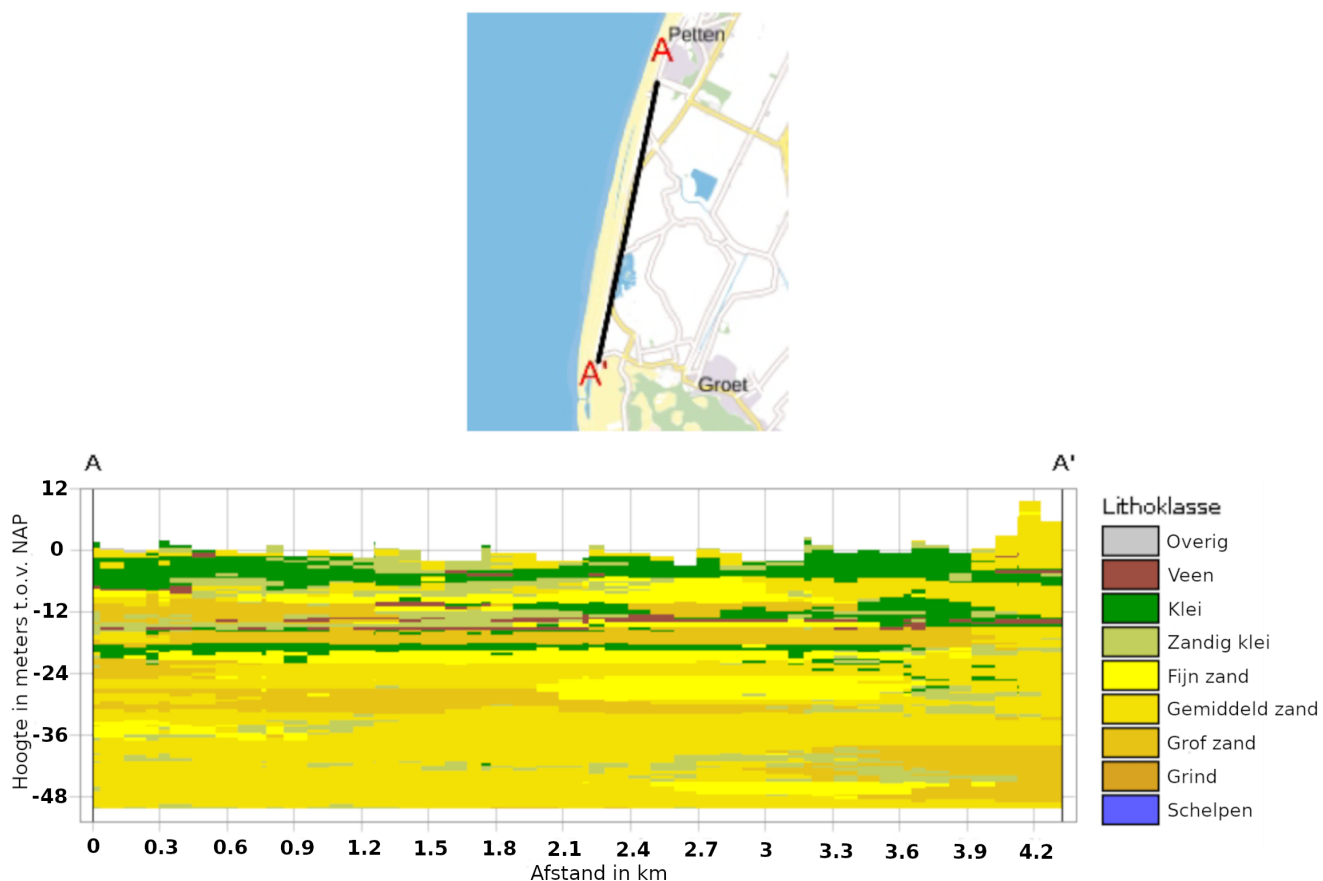 Petten
A
A'
Groet
A
A'
Hoogte in meters t.o.v. NAP
12
0
-12
-24
-36
-48
0
0.3
0.6
0.9
1.2
1.5
1.8
2.1
2.4
2.7
3
3.3
3.6
3.9
4.2
Afstand in km
Lithoklasse
Overig
Veen
Klei
Zandig klei
Fijn zand
Gemiddeld zand
Grof zand
Grind
Schelpen